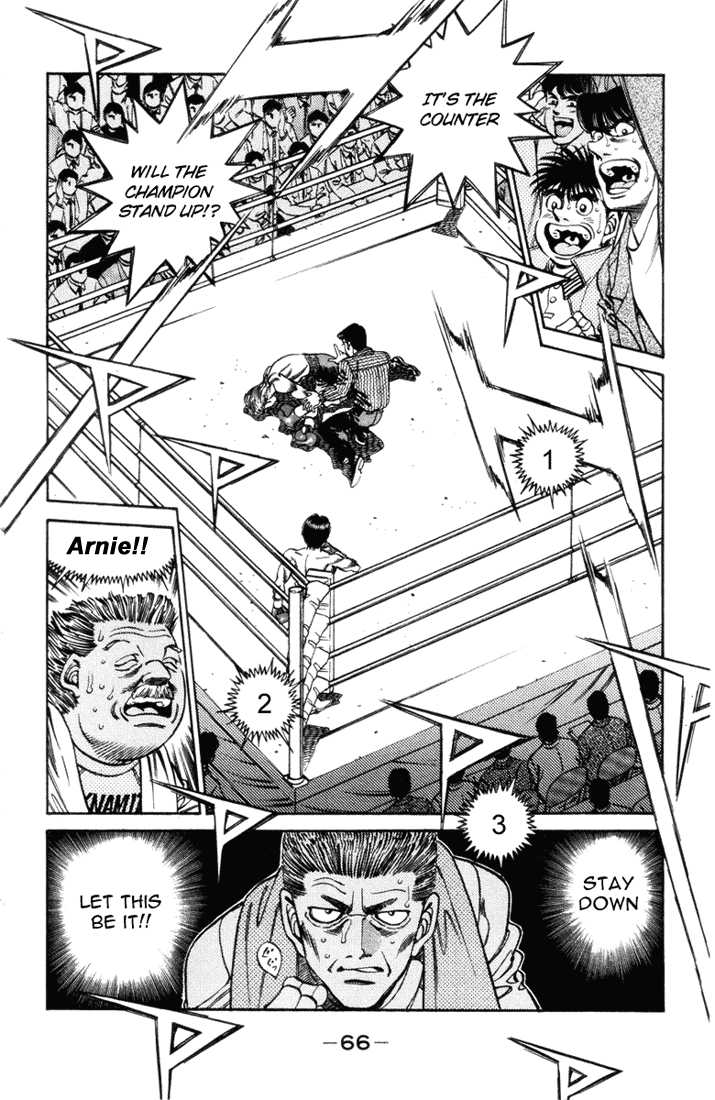 IT'S THE
COUNTER
WILL THE
CHAMPION
STAND UP!?
1
Arnie!!
2
3
STAY
DOWN
LET THIS
BE IT!!
-66-